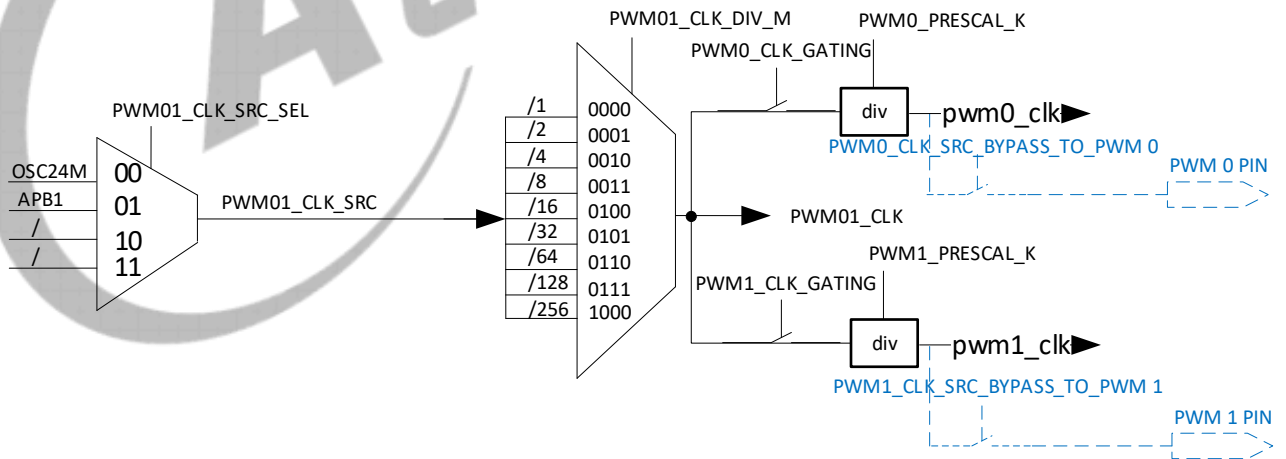 PWM01_CLK_DIV_M
PWM0_PRESCAL_K
PWM0_CLK_GATING
PWM01_CLK_SRC_SEL
/1 0000
div
pwm0_clk
/2 0001
PWM0_CLK_SRC_BYPASS_TO_PWM 0
/4 0010
PWM 0 PIN
OSC24M 00
/8 0011
APB1 01
PWM01_CLK_SRC
/16 0100
PWM01_CLK
/ 10
/32 0101
/ 11
/64 0110
PWM1_PRESCAL_K
/128 0111
PWM1_CLK_GATING
/256 1000
div
pwm1_clk
PWM1_CLK_SRC_BYPASS_TO_PWM 1
PWM 1 PIN